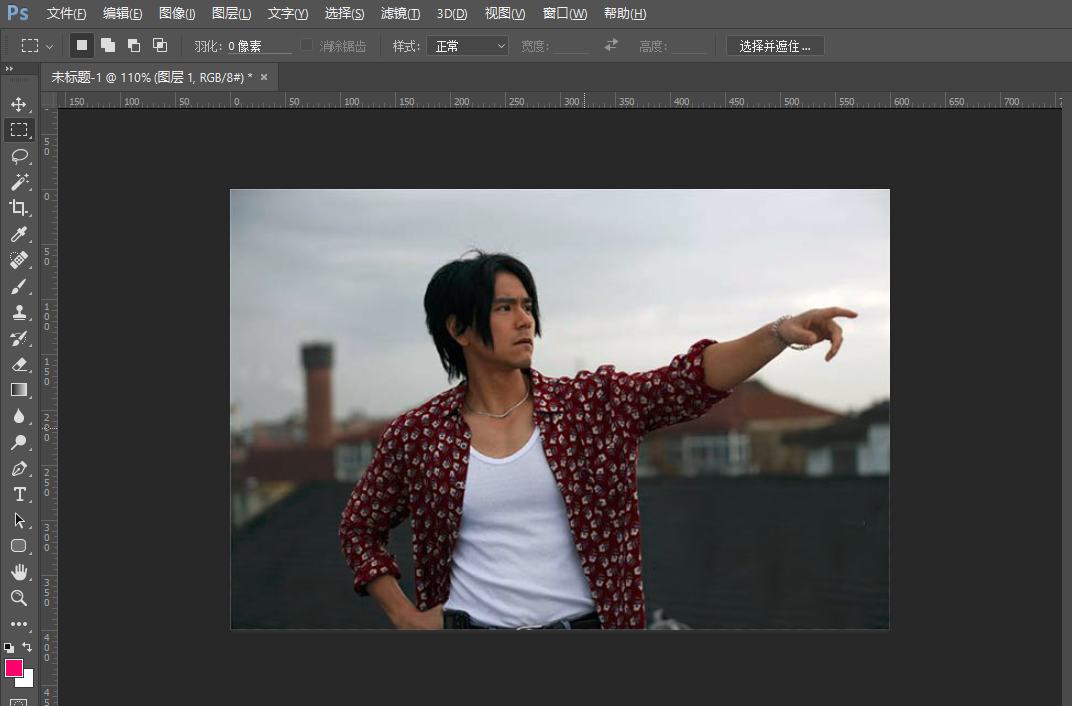 Ps 文件(F) 编辑(E) 图像(I) 图层(L) 文字(Y) 选择(S) 滤镜(T) 3D(D) 视图(V) 窗口(W) 帮助(H)
羽化: 0 像素 消除锯齿 样式: 正常 宽度: 高度: 选择并遮住 ...
未标题-1 @ 110% (图层 1, RGB/8#) * ×
150 100 50 0 50 100 150 200 250 300 350 400 450 500 550 600 650 700
50
0
50
100
150
200
250
300
350
400
45
T